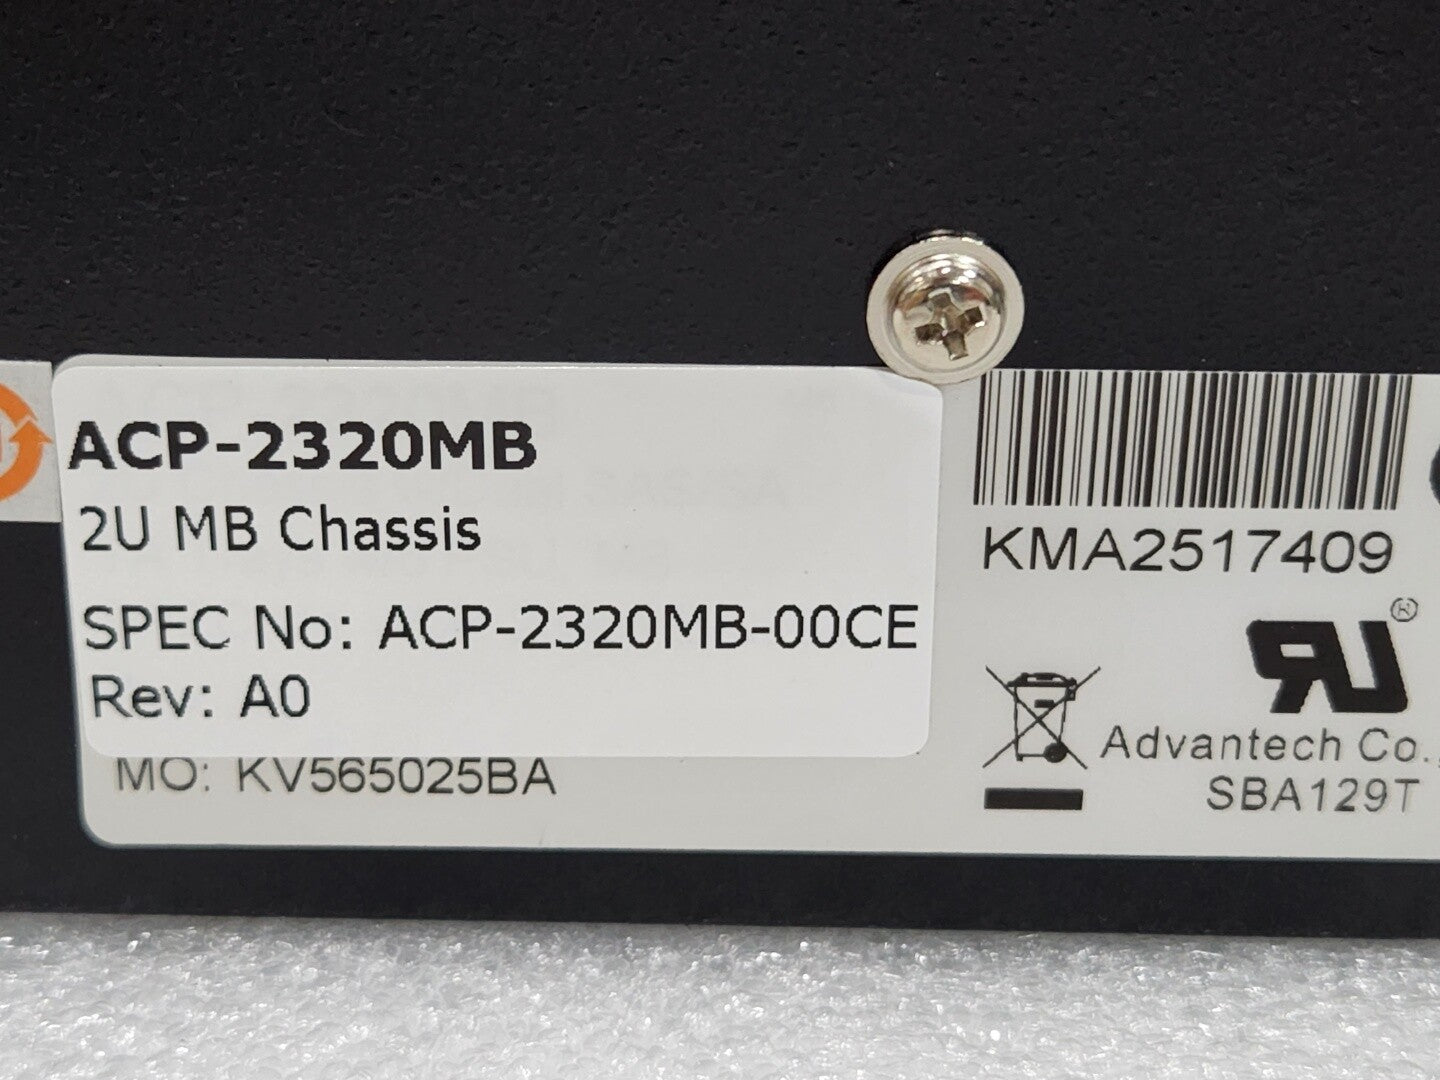 ACP-2320MB
2U MB Chassis
SPEC No: ACP-2320MB-00CE
Rev: A0
MO: KV565025BA
KMA2517409
Advantech Co.,
SBA129T